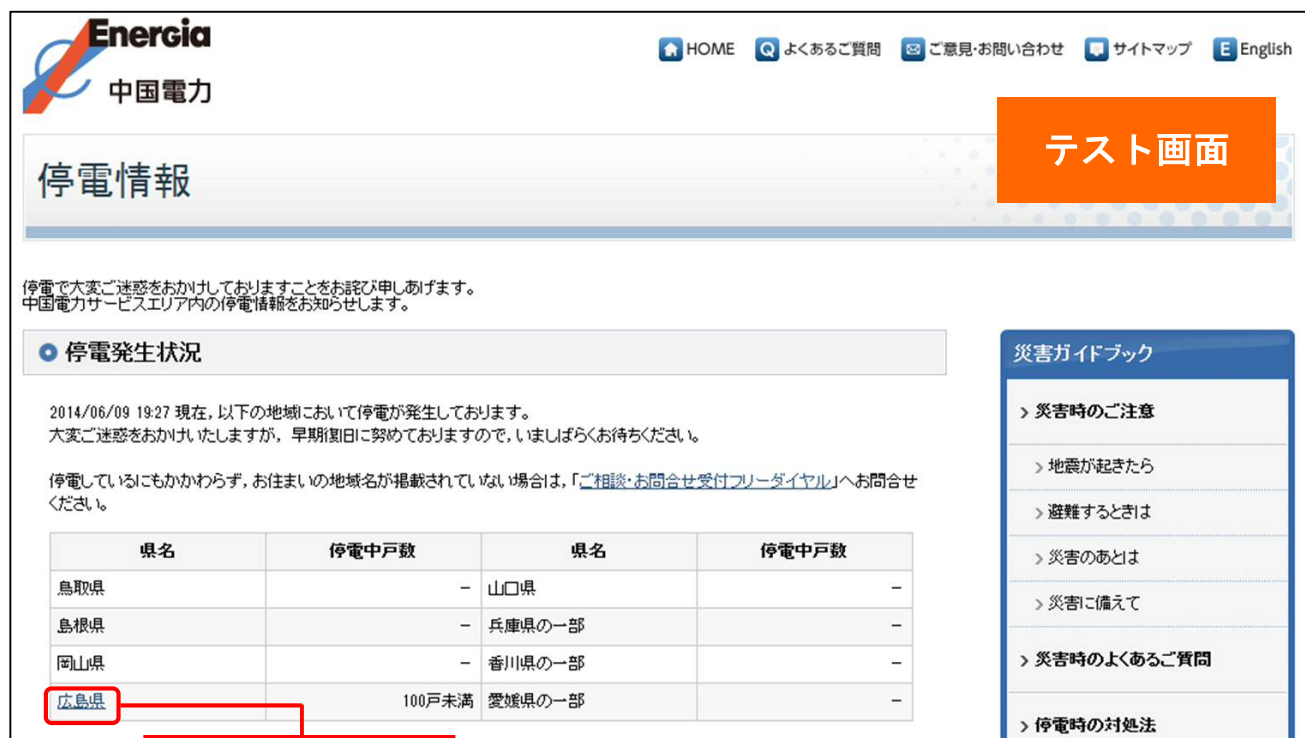 Energia
中国電力
HOME よくあるご質問 ご意見・お問い合わせ サイトマップ English
テスト画面
停電情報
停電で大変ご迷惑をおかけしておりますことをお詫び申しあげます。
中国電力サービスエリア内の停電情報をお知らせします。
停電発生状況
2014/06/09 19:27 現在，以下の地域において停電が発生しております。
大変ご迷惑をおかけいたしますが，早期復旧に努めておりますので，いましばらくお待ちください。
停電しているにもかかわらず，お住まいの地域名が掲載されていない場合は，「ご相談・お問合せ受付フリーダイヤル」へお問合せ
ください。
県名 停電中戸数 県名 停電中戸数
鳥取県 － 山口県 －
島根県 － 兵庫県の一部 －
岡山県 － 香川県の一部 －
広島県 100戸未満 愛媛県の一部 －
災害ガイドブック
災害時のご注意
地震が起きたら
避難するときは
災害のあとは
災害に備えて
災害時のよくあるご質問
停電時の対処法